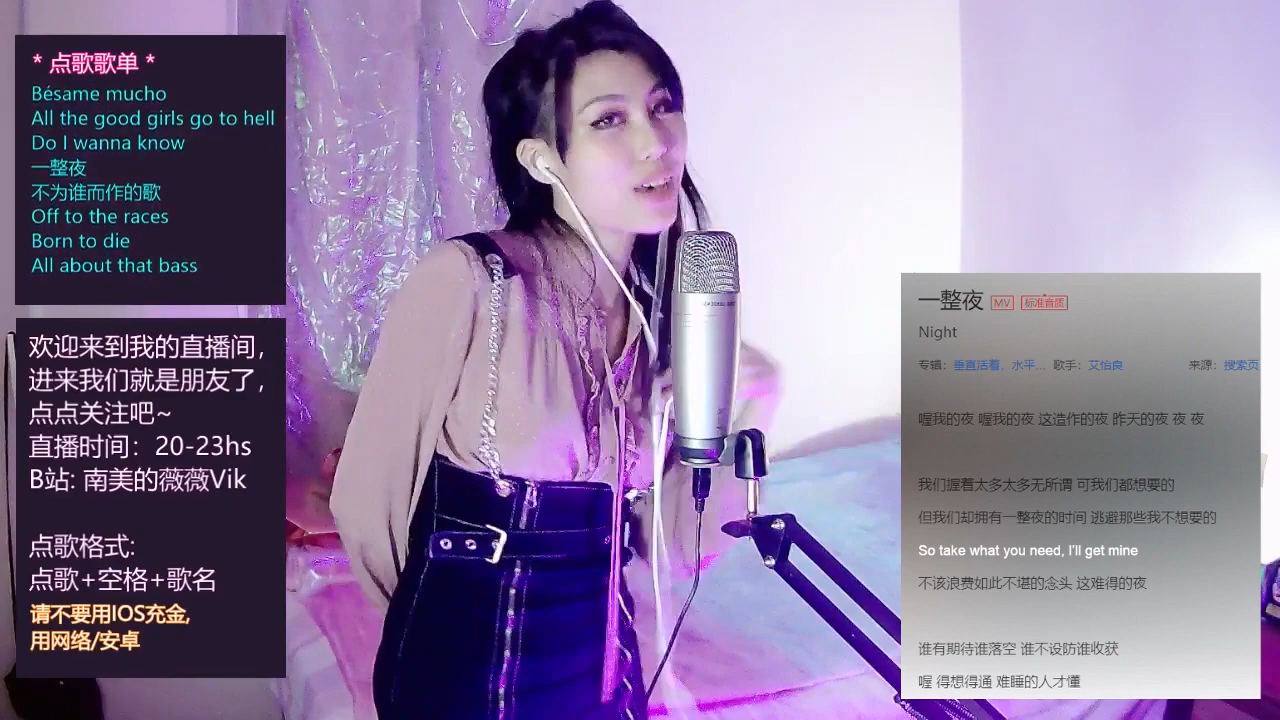 * 点歌歌单 *
Bésame mucho
All the good girls go to hell
Do I wanna know
一整夜
不为谁而作的歌
Off to the races
Born to die
All about that bass
欢迎来到我的直播间，
进来我们就是朋友了，
点点关注吧~
直播时间：20-23hs
B站: 南美的薇薇Vik
点歌格式:
点歌+空格+歌名
请不要用IOS充金,
用网络/安卓
一整夜 MV 标准音质
Night
专辑：垂直活着，水平... 歌手：艾怡良 来源：搜索页
喔我的夜 喔我的夜 这造作的夜 昨天的夜 夜 夜
我们握着太多太多无所谓 可我们都想要的
但我们却拥有一整夜的时间 逃避那些我不想要的
So take what you need, I'll get mine
不该浪费如此不堪的念头 这难得的夜
谁有期待谁落空 谁不设防谁收获
喔 得想得通 难睡的人才懂